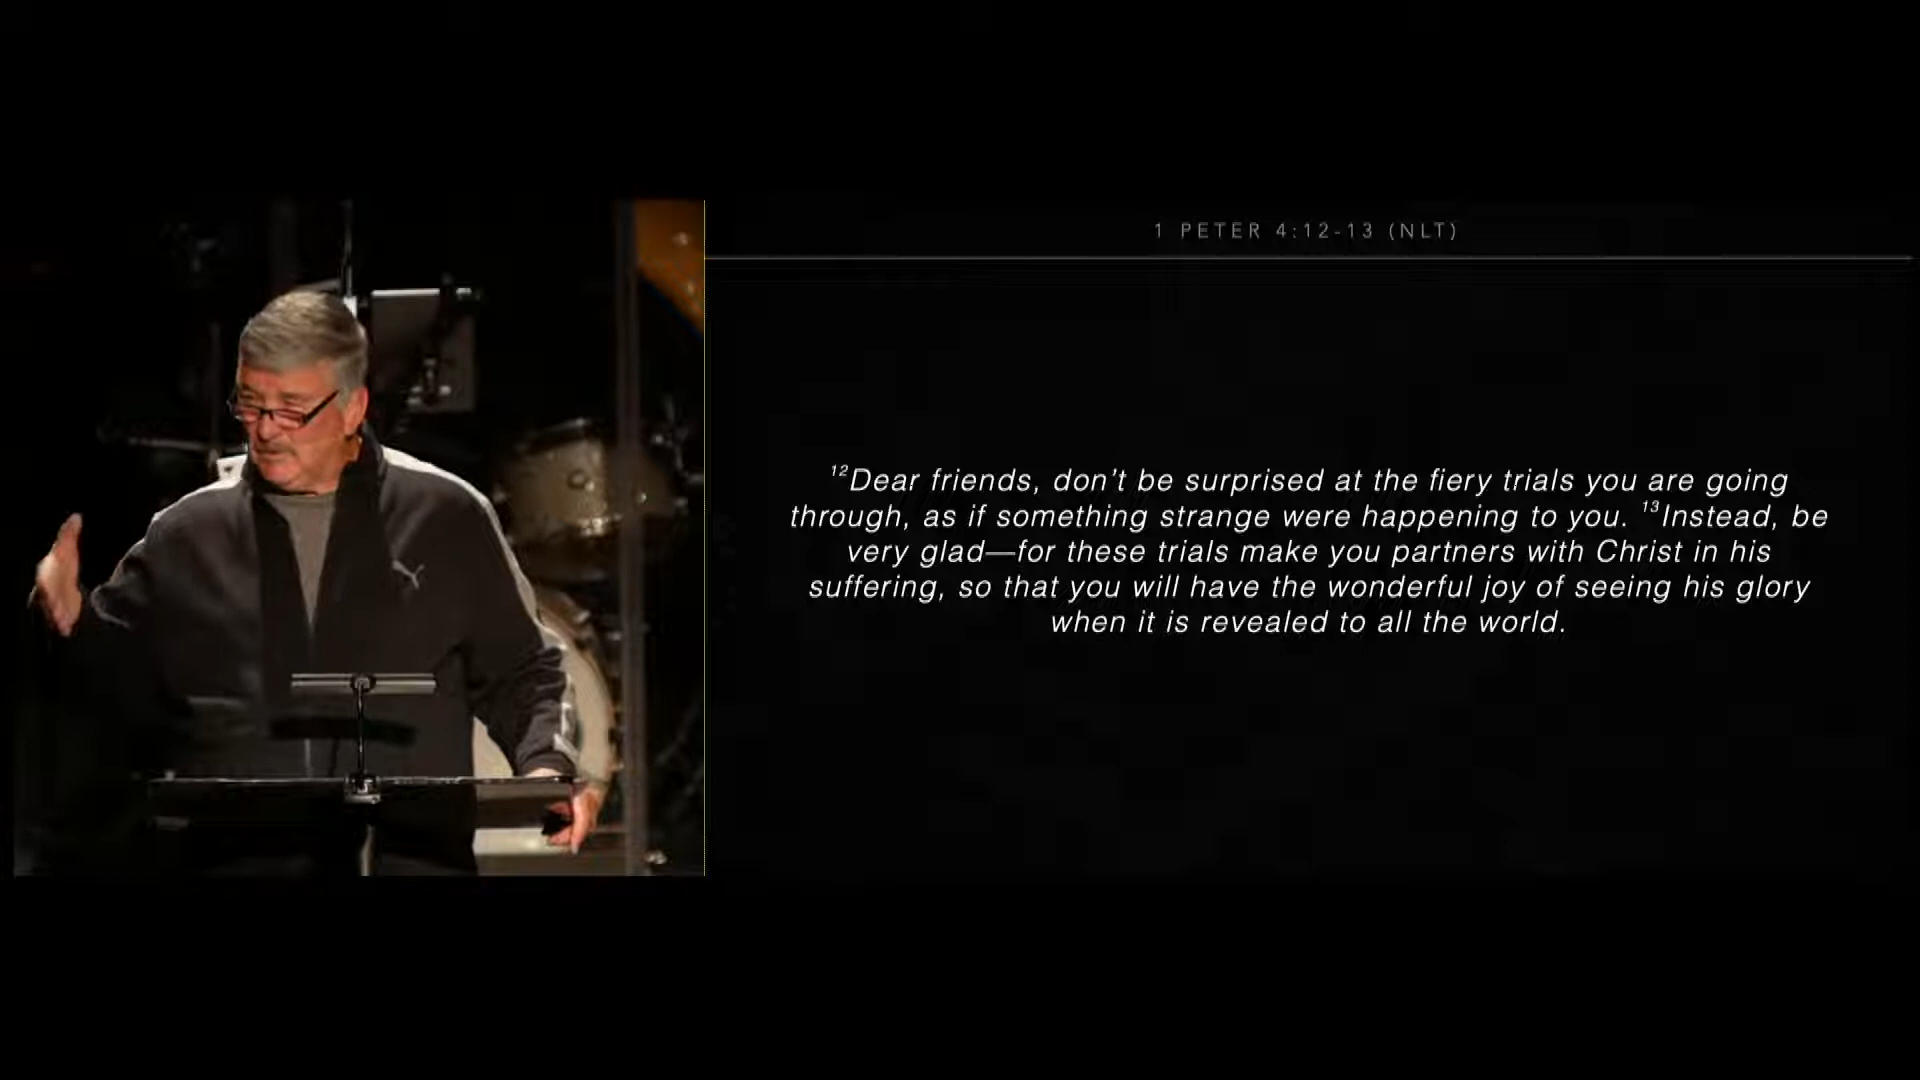 1 PETER 4:12-13 (NLT)
¹²Dear friends, don’t be surprised at the fiery trials you are going
through, as if something strange were happening to you. ¹³Instead, be
very glad—for these trials make you partners with Christ in his
suffering, so that you will have the wonderful joy of seeing his glory
when it is revealed to all the world.